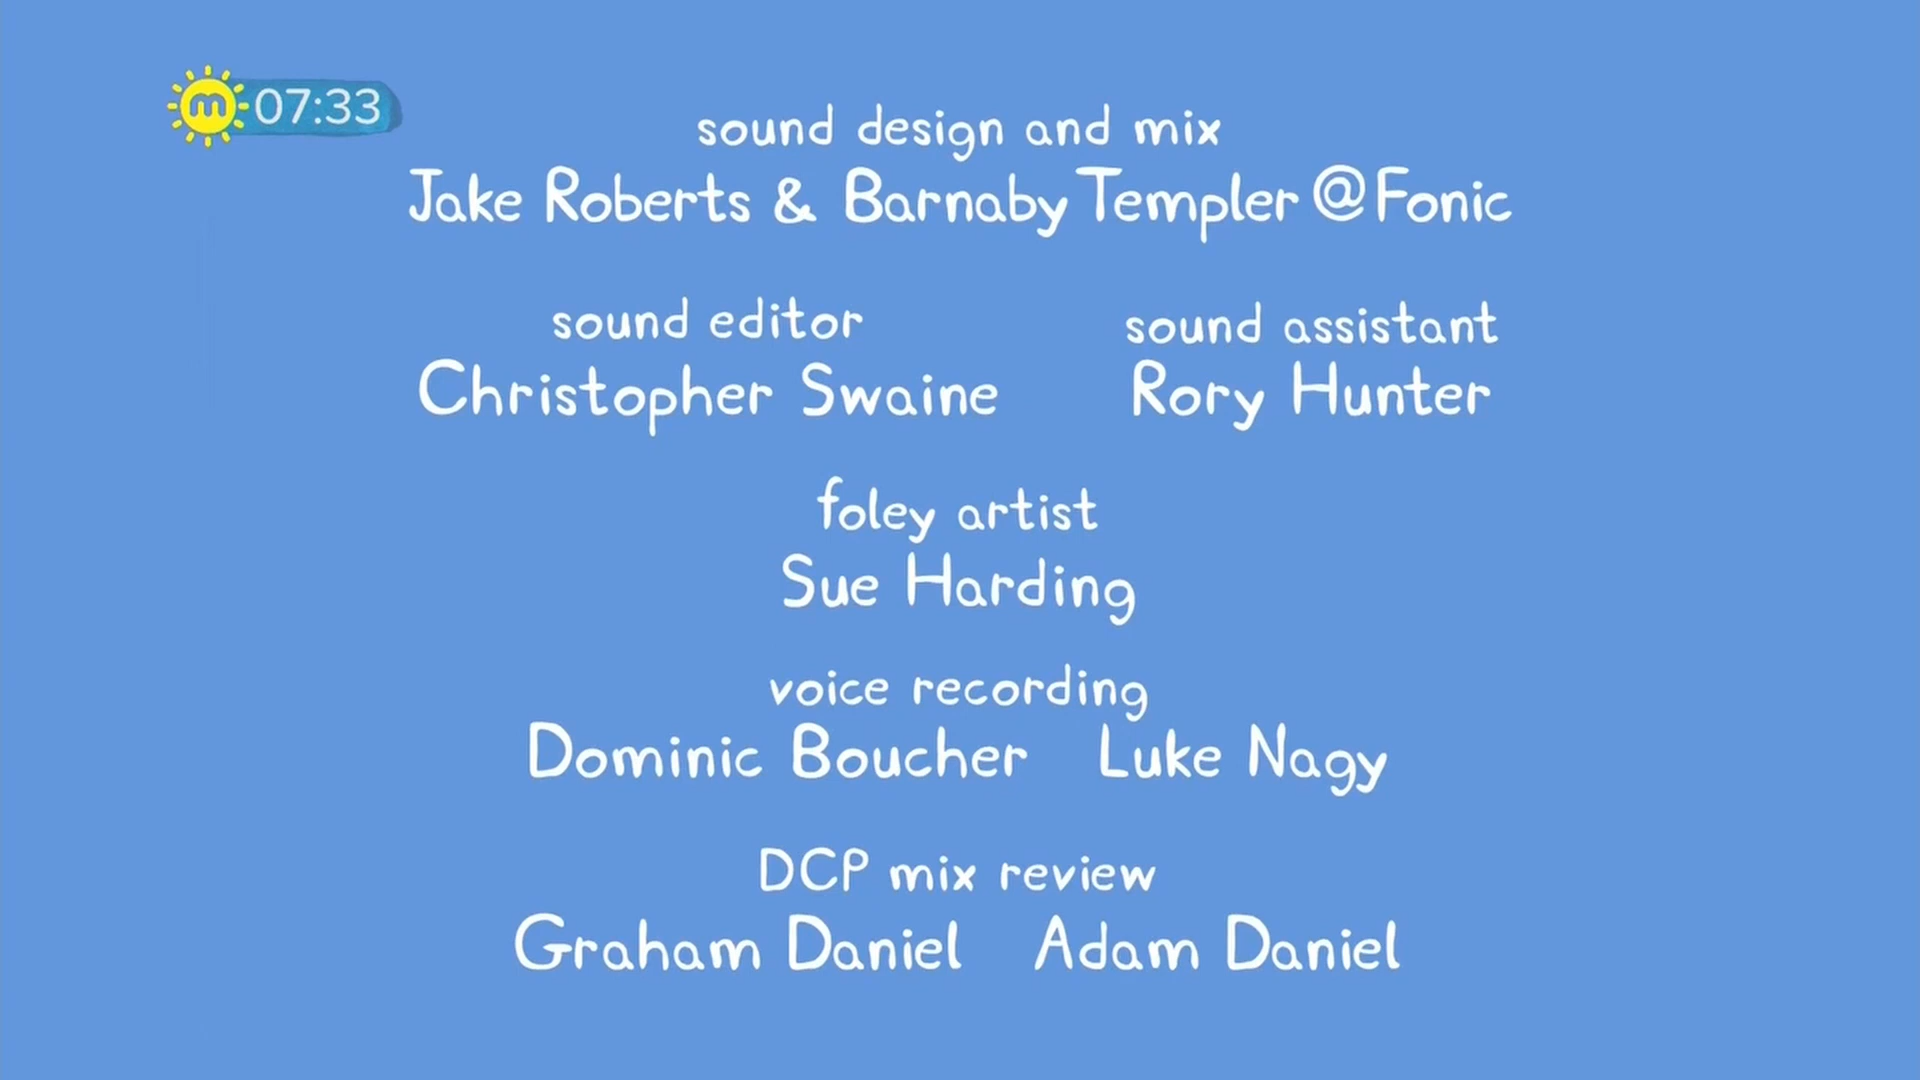 m 07:33
sound design and mix
Jake Roberts & Barnaby Templer @Fonic
sound editor
Christopher Swaine
sound assistant
Rory Hunter
foley artist
Sue Harding
voice recording
Dominic Boucher Luke Nagy
DCP mix review
Graham Daniel Adam Daniel